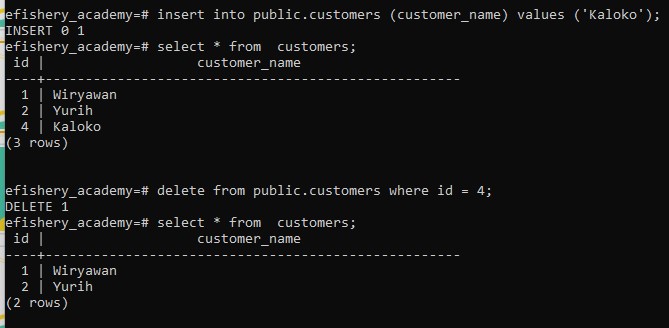 efishery_academy=# insert into public.customers (customer_name) values ('Kaloko');
INSERT 0 1
efishery_academy=# select * from  customers;
 id |                   customer_name
----+----------------------------------------------------
  1 | Wiryawan
  2 | Yurih
  4 | Kaloko
(3 rows)
efishery_academy=# delete from public.customers where id = 4;
DELETE 1
efishery_academy=# select * from  customers;
 id |                   customer_name
----+----------------------------------------------------
  1 | Wiryawan
  2 | Yurih
(2 rows)